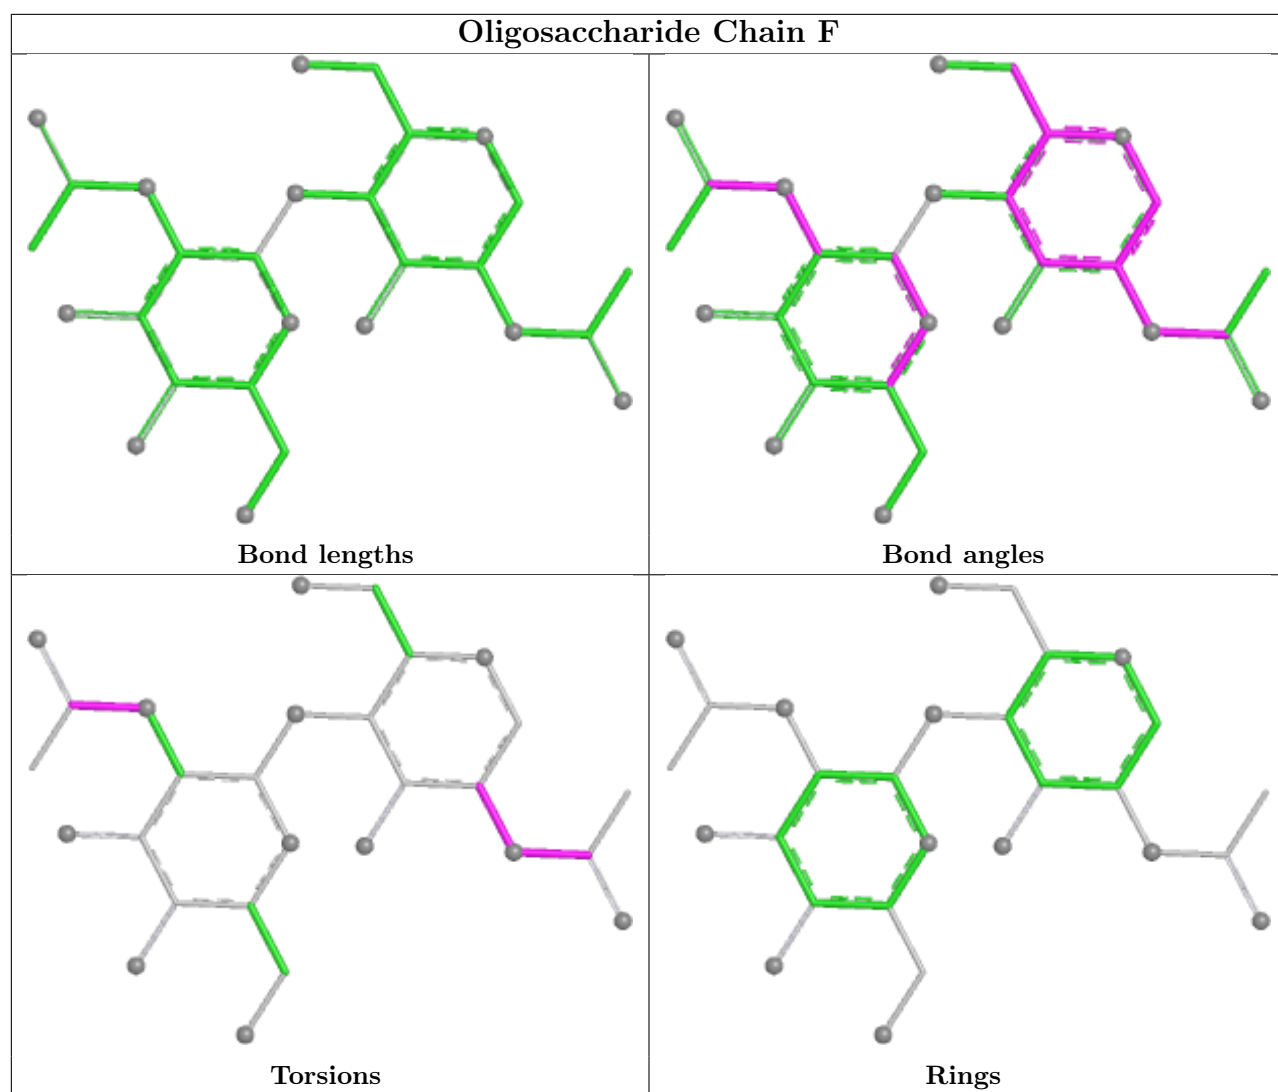 Oligosaccharide Chain F
Bond lengths
Bond angles
Torsions
Rings